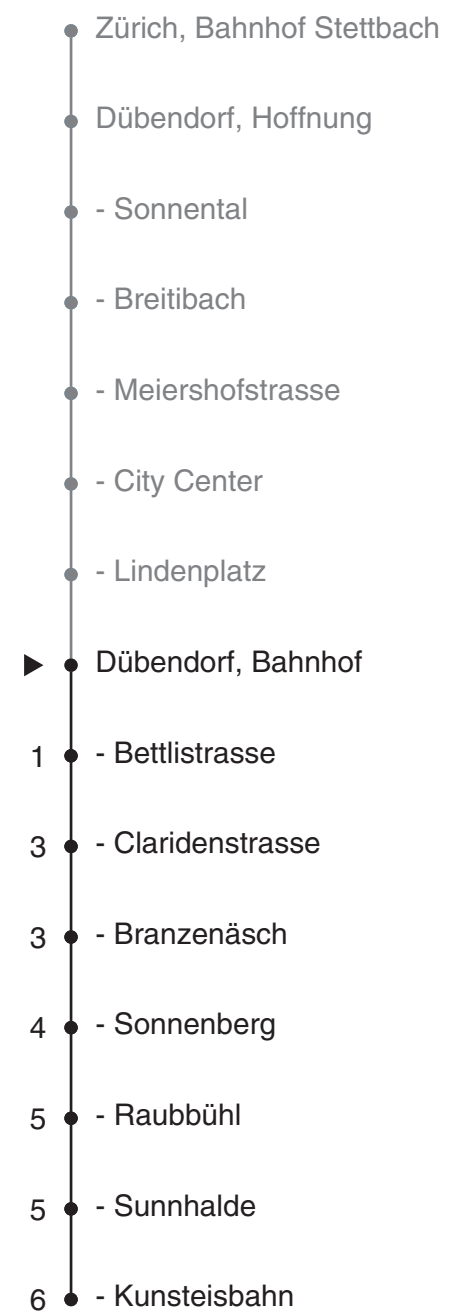 Zürich, Bahnhof Stettbach
Dübendorf, Hoffnung
- Sonnental
- Breitibach
- Meiershofstrasse
- City Center
- Lindenplatz
Dübendorf, Bahnhof
1 - Bettlistrasse
3 - Claridenstrasse
3 - Branzenäsch
4 - Sonnenberg
5 - Raubbühl
5 - Sunnhalde
6 - Kunsteisbahn